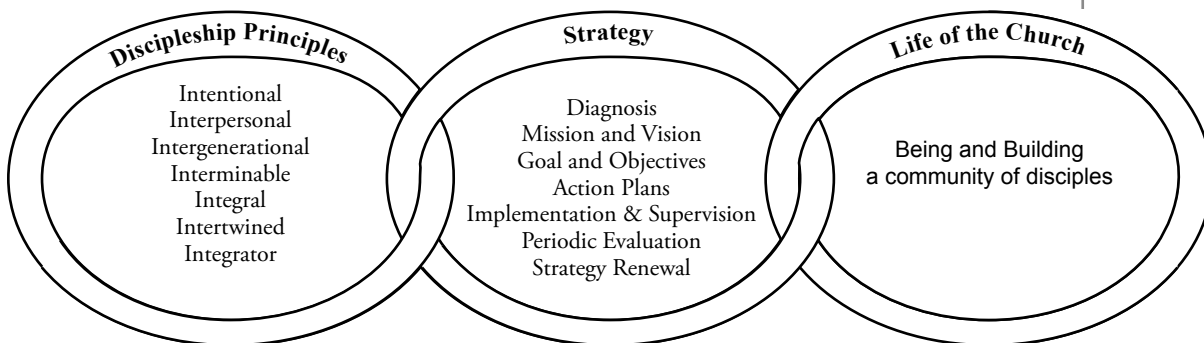 Discipleship Principles
Intentional
Interpersonal
Intergenerational
Interminable
Integral
Intertwined
Integrator
Strategy
Diagnosis
Mission and Vision
Goal and Objectives
Action Plans
Implementation & Supervision
Periodic Evaluation
Strategy Renewal
Life of the Church
Being and Building
a community of disciples